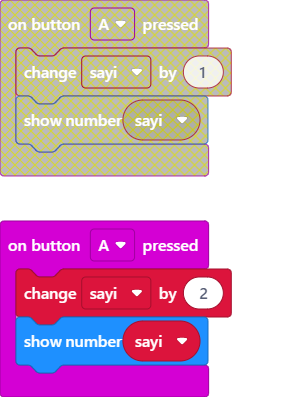 on button A pressed
change sayi by 1
show number sayi
on button A pressed
change sayi by 2
show number sayi